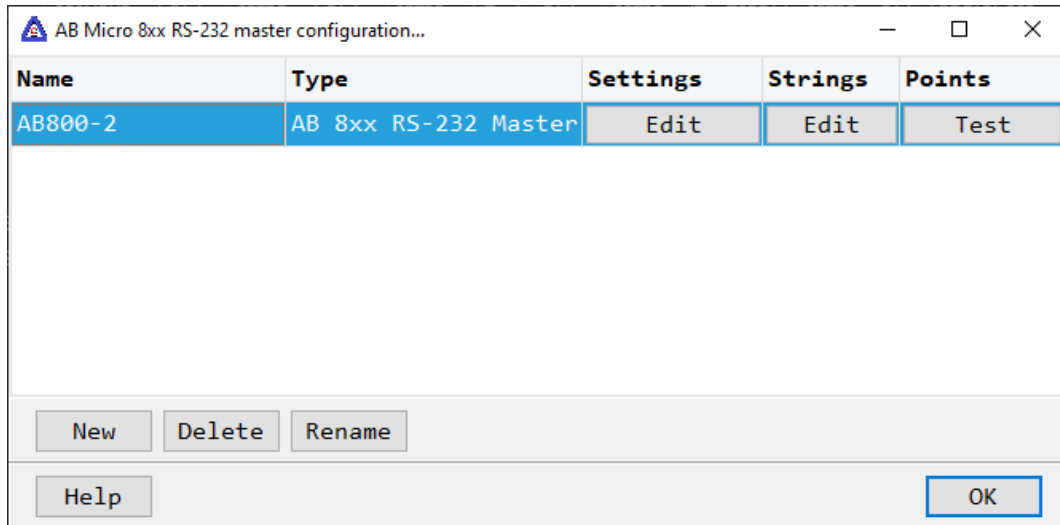 AB Micro 8xx RS-232 master configuration...
Name Type Settings Strings Points
AB800-2 AB 8xx RS-232 Master Edit Edit Test
New Delete Rename
Help OK